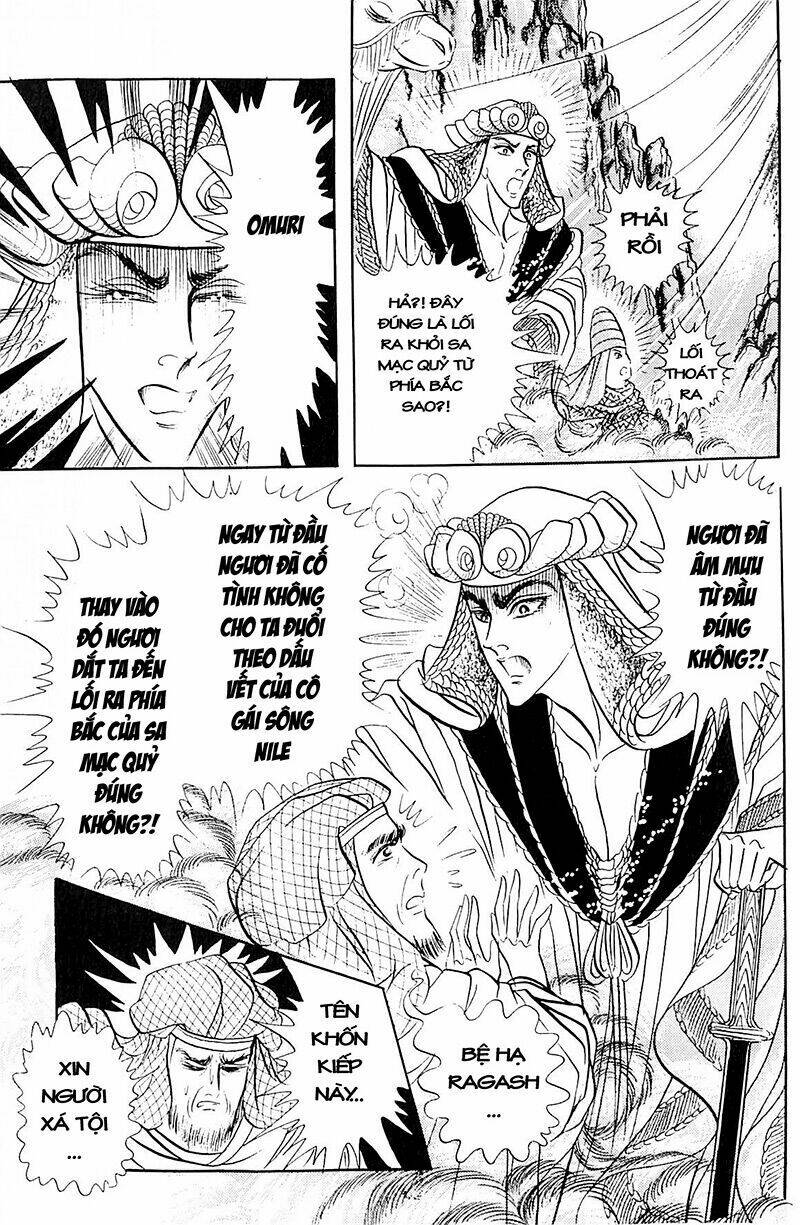 PHẢI
RỒI
LỐI
THOÁT
RA
HẢ?! ĐÂY
ĐÚNG LÀ LỐI
RA KHỎI SA
MẠC QUỶ TỪ
PHÍA BẮC
SAO?!
OMURI
NGƯƠI ĐÃ
ÂM MƯU
TỪ ĐẦU
ĐÚNG
KHÔNG?!
NGAY TỪ ĐẦU
NGƯƠI ĐÃ CỐ
TÌNH KHÔNG
CHO TA ĐUỔI
THEO DẤU
VẾT CỦA CÔ
GÁI SÔNG
NILE
THAY VÀO
ĐÓ NGƯƠI
DẮT TA ĐẾN
LỐI RA PHÍA
BẮC CỦA SA
MẠC QUỶ
ĐÚNG
KHÔNG?!
BỆ HẠ
RAGASH
...
TÊN
KHỐN
KIẾP
NÀY...
XIN
NGƯỜI
XÁ TỘI
...